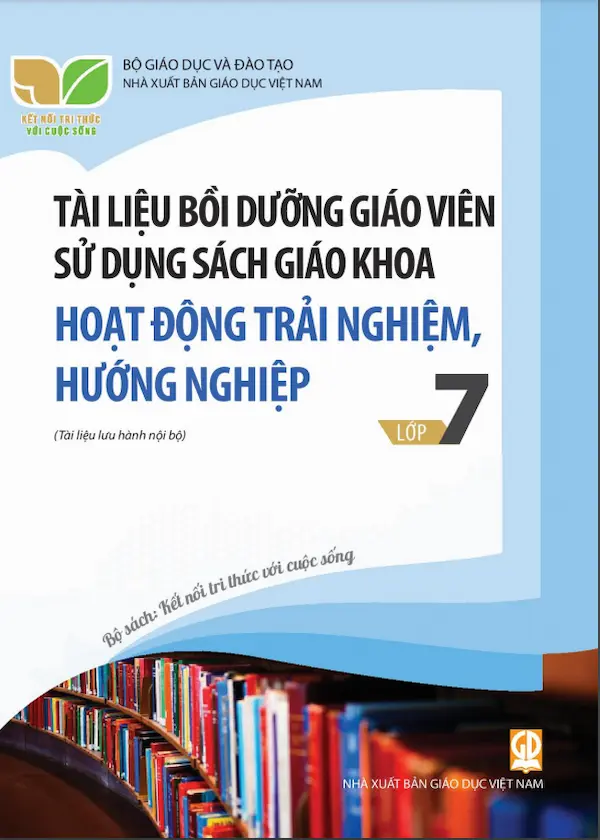 BỘ GIÁO DỤC VÀ ĐÀO TẠO
NHÀ XUẤT BẢN GIÁO DỤC VIỆT NAM
KẾT NỐI TRI THỨC
VỚI CUỘC SỐNG
TÀI LIỆU BỒI DƯỠNG GIÁO VIÊN
SỬ DỤNG SÁCH GIÁO KHOA
HOẠT ĐỘNG TRẢI NGHIỆM,
HƯỚNG NGHIỆP
LỚP 7
(Tài liệu lưu hành nội bộ)
Bộ sách: Kết nối tri thức với cuộc sống
GD
NHÀ XUẤT BẢN GIÁO DỤC VIỆT NAM